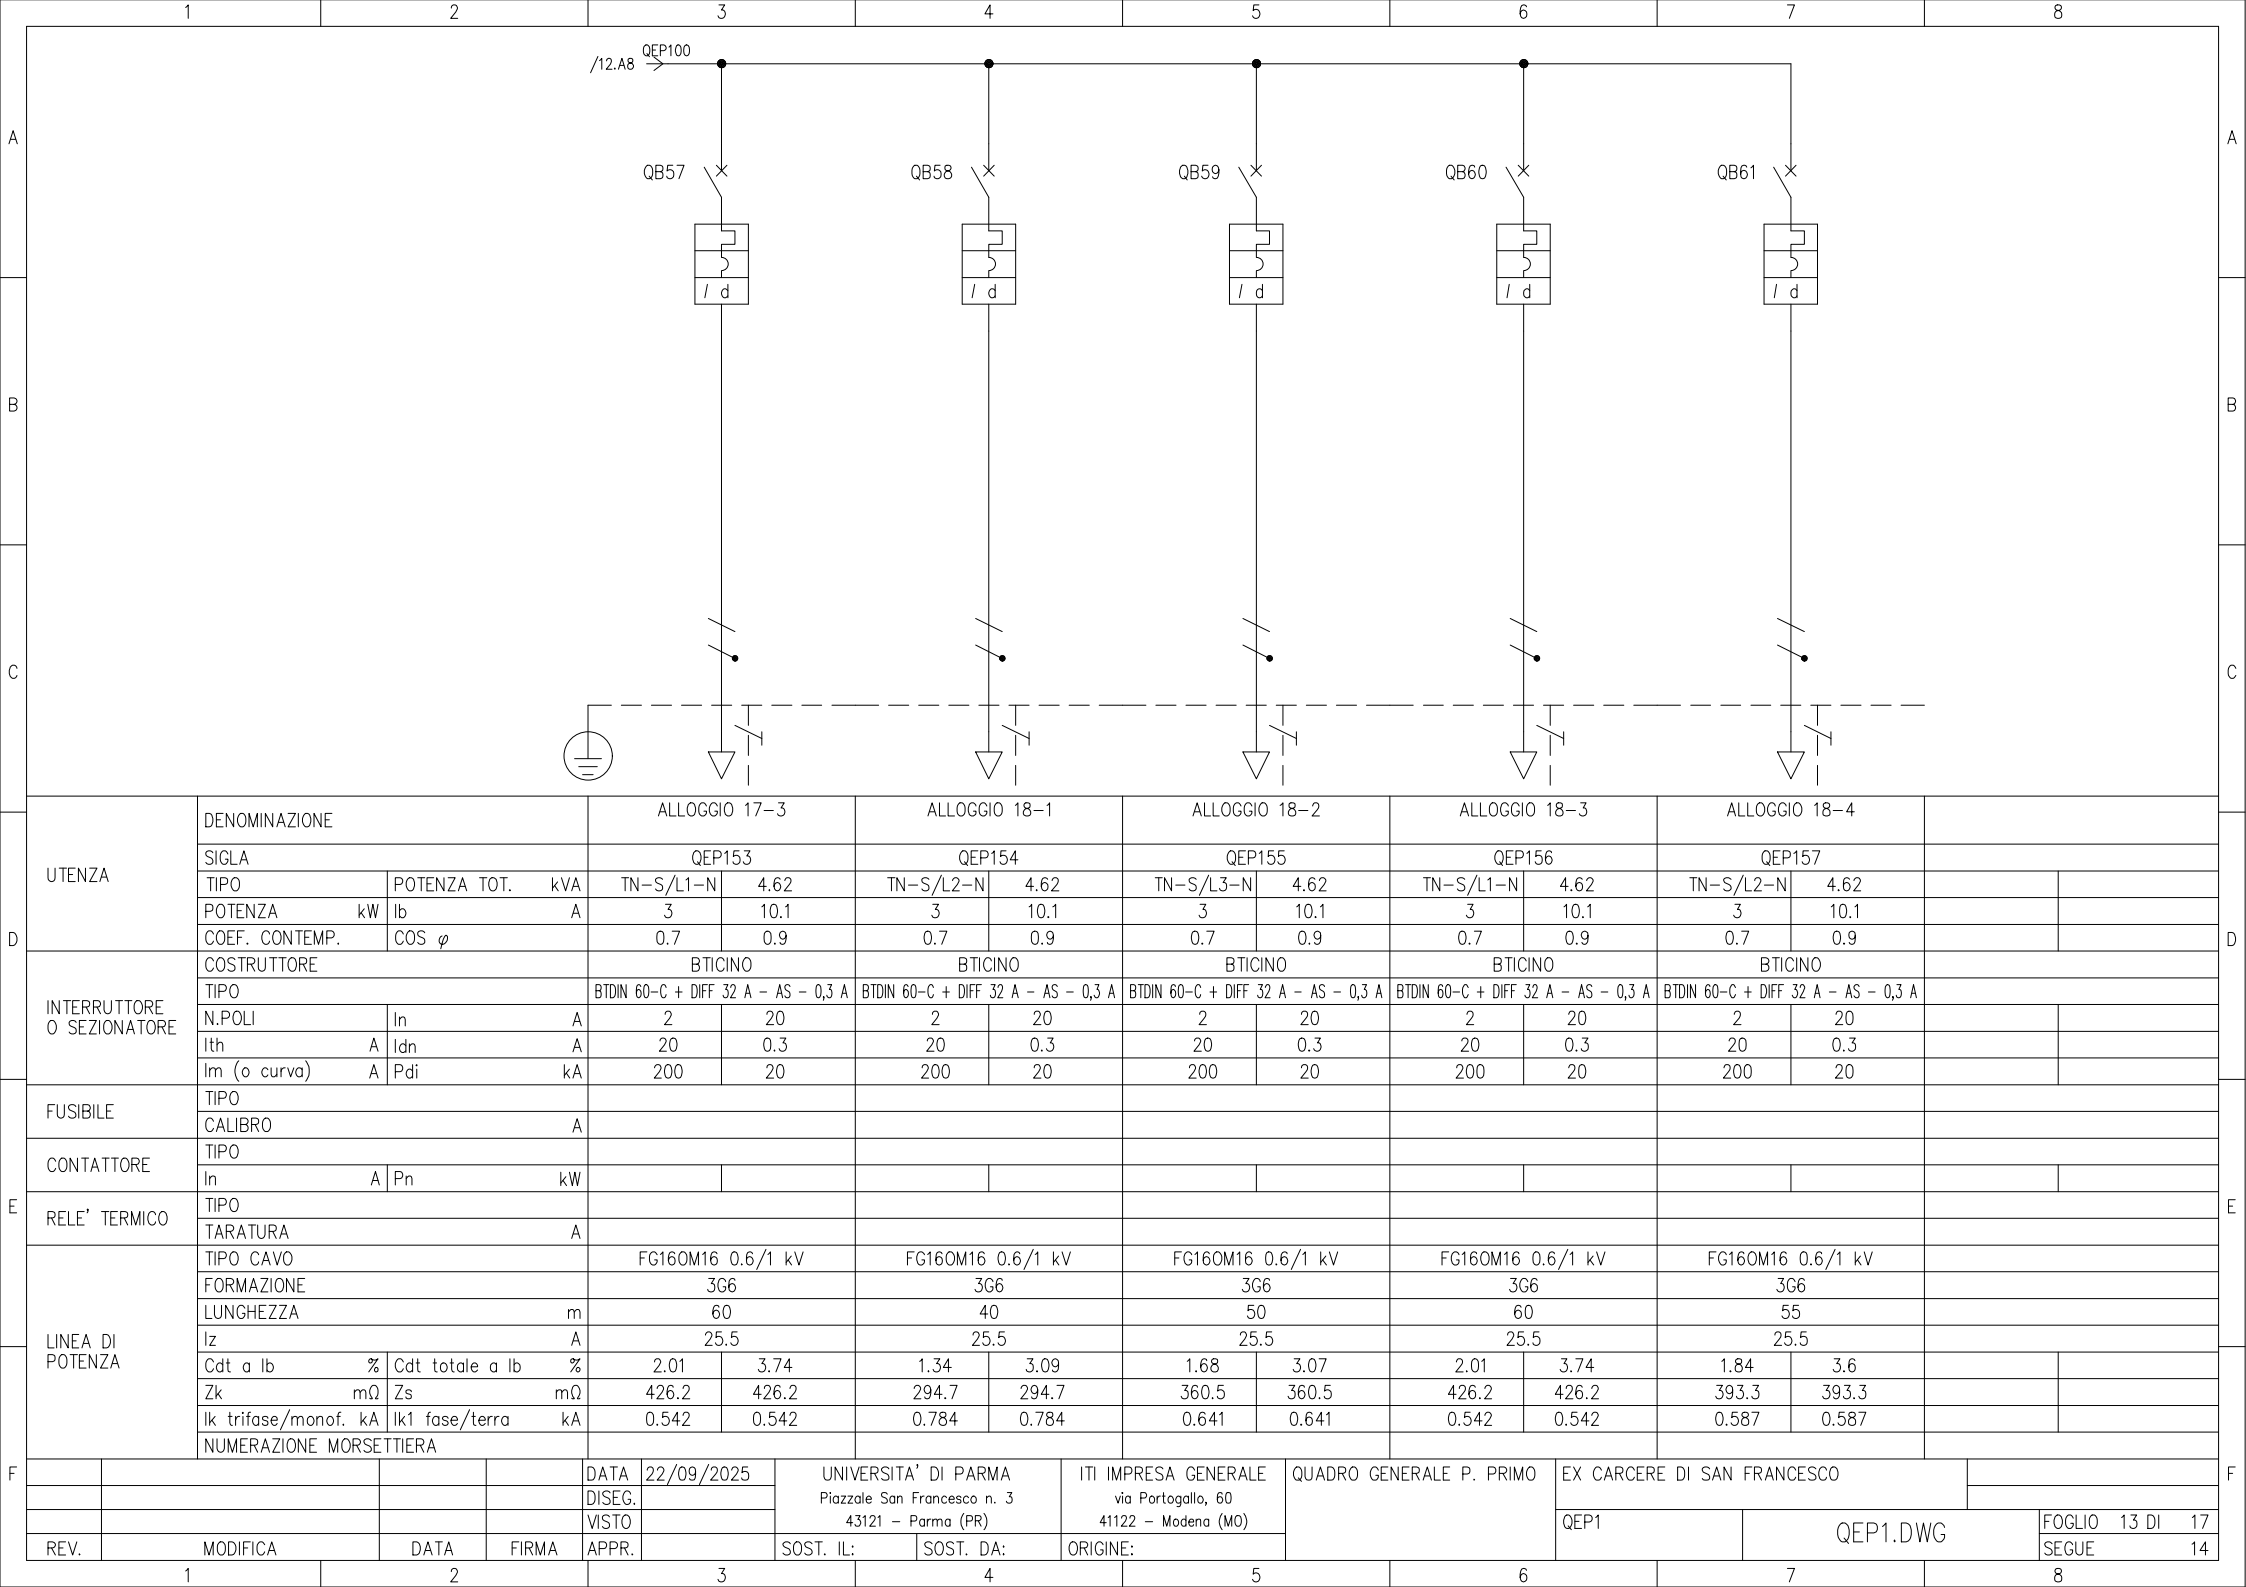 1 2 3 4 5 6 7 8
QEP100
/12.A8
A A
QB57 QB58 QB59 QB60 QB61
I d I d I d I d I d
B B
C C
DENOMINAZIONE ALLOGGIO 17-3 ALLOGGIO 18-1 ALLOGGIO 18-2 ALLOGGIO 18-3 ALLOGGIO 18-4
UTENZA
SIGLA QEP153 QEP154 QEP155 QEP156 QEP157
TIPO POTENZA TOT. kVA TN-S/L1-N 4.62 TN-S/L2-N 4.62 TN-S/L3-N 4.62 TN-S/L1-N 4.62 TN-S/L2-N 4.62
POTENZA kW Ib A 3 10.1 3 10.1 3 10.1 3 10.1 3 10.1
D COEF. CONTEMP. COS φ 0.7 0.9 0.7 0.9 0.7 0.9 0.7 0.9 0.7 0.9 D
INTERRUTTORE
O SEZIONATORE
COSTRUTTORE BTICINO BTICINO BTICINO BTICINO BTICINO
TIPO BTDIN 60-C + DIFF 32 A - AS - 0,3 A BTDIN 60-C + DIFF 32 A - AS - 0,3 A BTDIN 60-C + DIFF 32 A - AS - 0,3 A BTDIN 60-C + DIFF 32 A - AS - 0,3 A BTDIN 60-C + DIFF 32 A - AS - 0,3 A
N.POLI In A 2 20 2 20 2 20 2 20 2 20
Ith A Idn A 20 0.3 20 0.3 20 0.3 20 0.3 20 0.3
Im (o curva) A Pdi kA 200 20 200 20 200 20 200 20 200 20
FUSIBILE
TIPO
CALIBRO A
CONTATTORE
TIPO
In A Pn kW
E E
RELE' TERMICO
TIPO
TARATURA A
LINEA DI
POTENZA
TIPO CAVO FG16OM16 0.6/1 kV FG16OM16 0.6/1 kV FG16OM16 0.6/1 kV FG16OM16 0.6/1 kV FG16OM16 0.6/1 kV
FORMAZIONE 3G6 3G6 3G6 3G6 3G6
LUNGHEZZA m 60 40 50 60 55
Iz A 25.5 25.5 25.5 25.5 25.5
Cdt a Ib % Cdt totale a Ib % 2.01 3.74 1.34 3.09 1.68 3.07 2.01 3.74 1.84 3.6
Zk mΩ Zs mΩ 426.2 426.2 294.7 294.7 360.5 360.5 426.2 426.2 393.3 393.3
Ik trifase/monof. kA Ik1 fase/terra kA 0.542 0.542 0.784 0.784 0.641 0.641 0.542 0.542 0.587 0.587
NUMERAZIONE MORSETTIERA
F DATA 22/09/2025 UNIVERSITA' DI PARMA ITI IMPRESA GENERALE QUADRO GENERALE P. PRIMO EX CARCERE DI SAN FRANCESCO F
DISEG. Piazzale San Francesco n. 3 via Portogallo, 60
VISTO 43121 - Parma (PR) 41122 - Modena (MO) QEP1 QEP1.DWG FOGLIO 13 DI 17
REV. MODIFICA DATA FIRMA APPR. SOST. IL: SOST. DA: ORIGINE: SEGUE 14
1 2 3 4 5 6 7 8